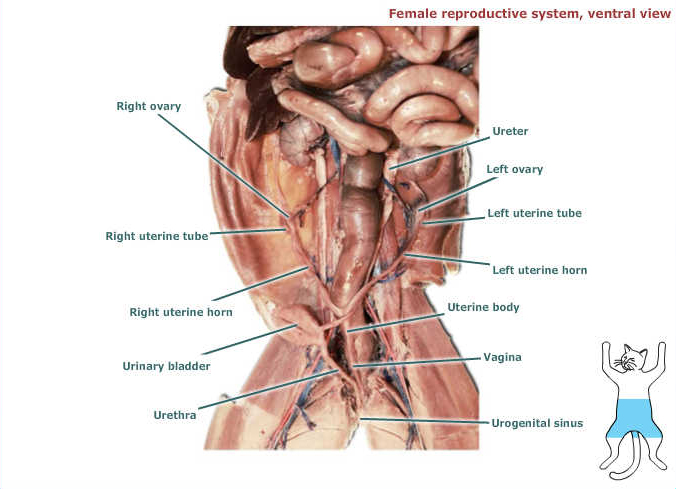 Female reproductive system, ventral view
Right ovary
Ureter
Left ovary
Left uterine tube
Right uterine tube
Left uterine horn
Uterine body
Right uterine horn
Vagina
Urinary bladder
Urethra
Urogenital sinus